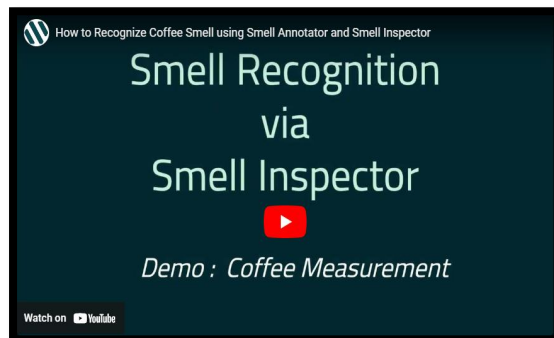 How to Recognize Coffee Smell using Smell Annotator and Smell Inspector
Smell Recognition
via
Smell Inspector
Demo : Coffee Measurement
Watch on YouTube